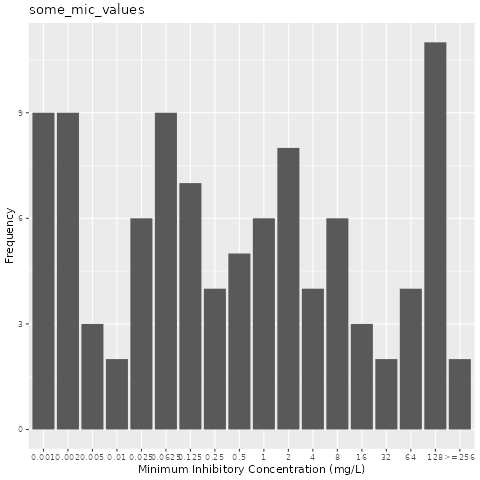 some_mic_values
Frequency
9
6
3
0
0.001 0.002 0.005 0.01 0.025 0.0625 0.125 0.25 0.5 1 2 4 8 16 32 64 128 >=256
Minimum Inhibitory Concentration (mg/L)